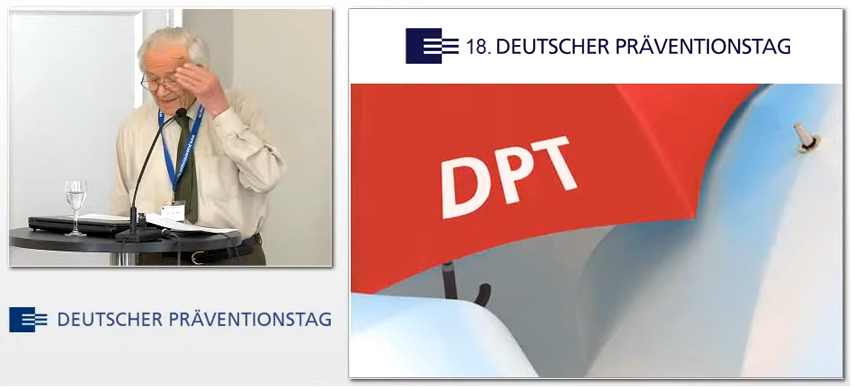 18. DEUTSCHER PRÄVENTIONSTAG
DPT
DEUTSCHER PRÄVENTIONSTAG